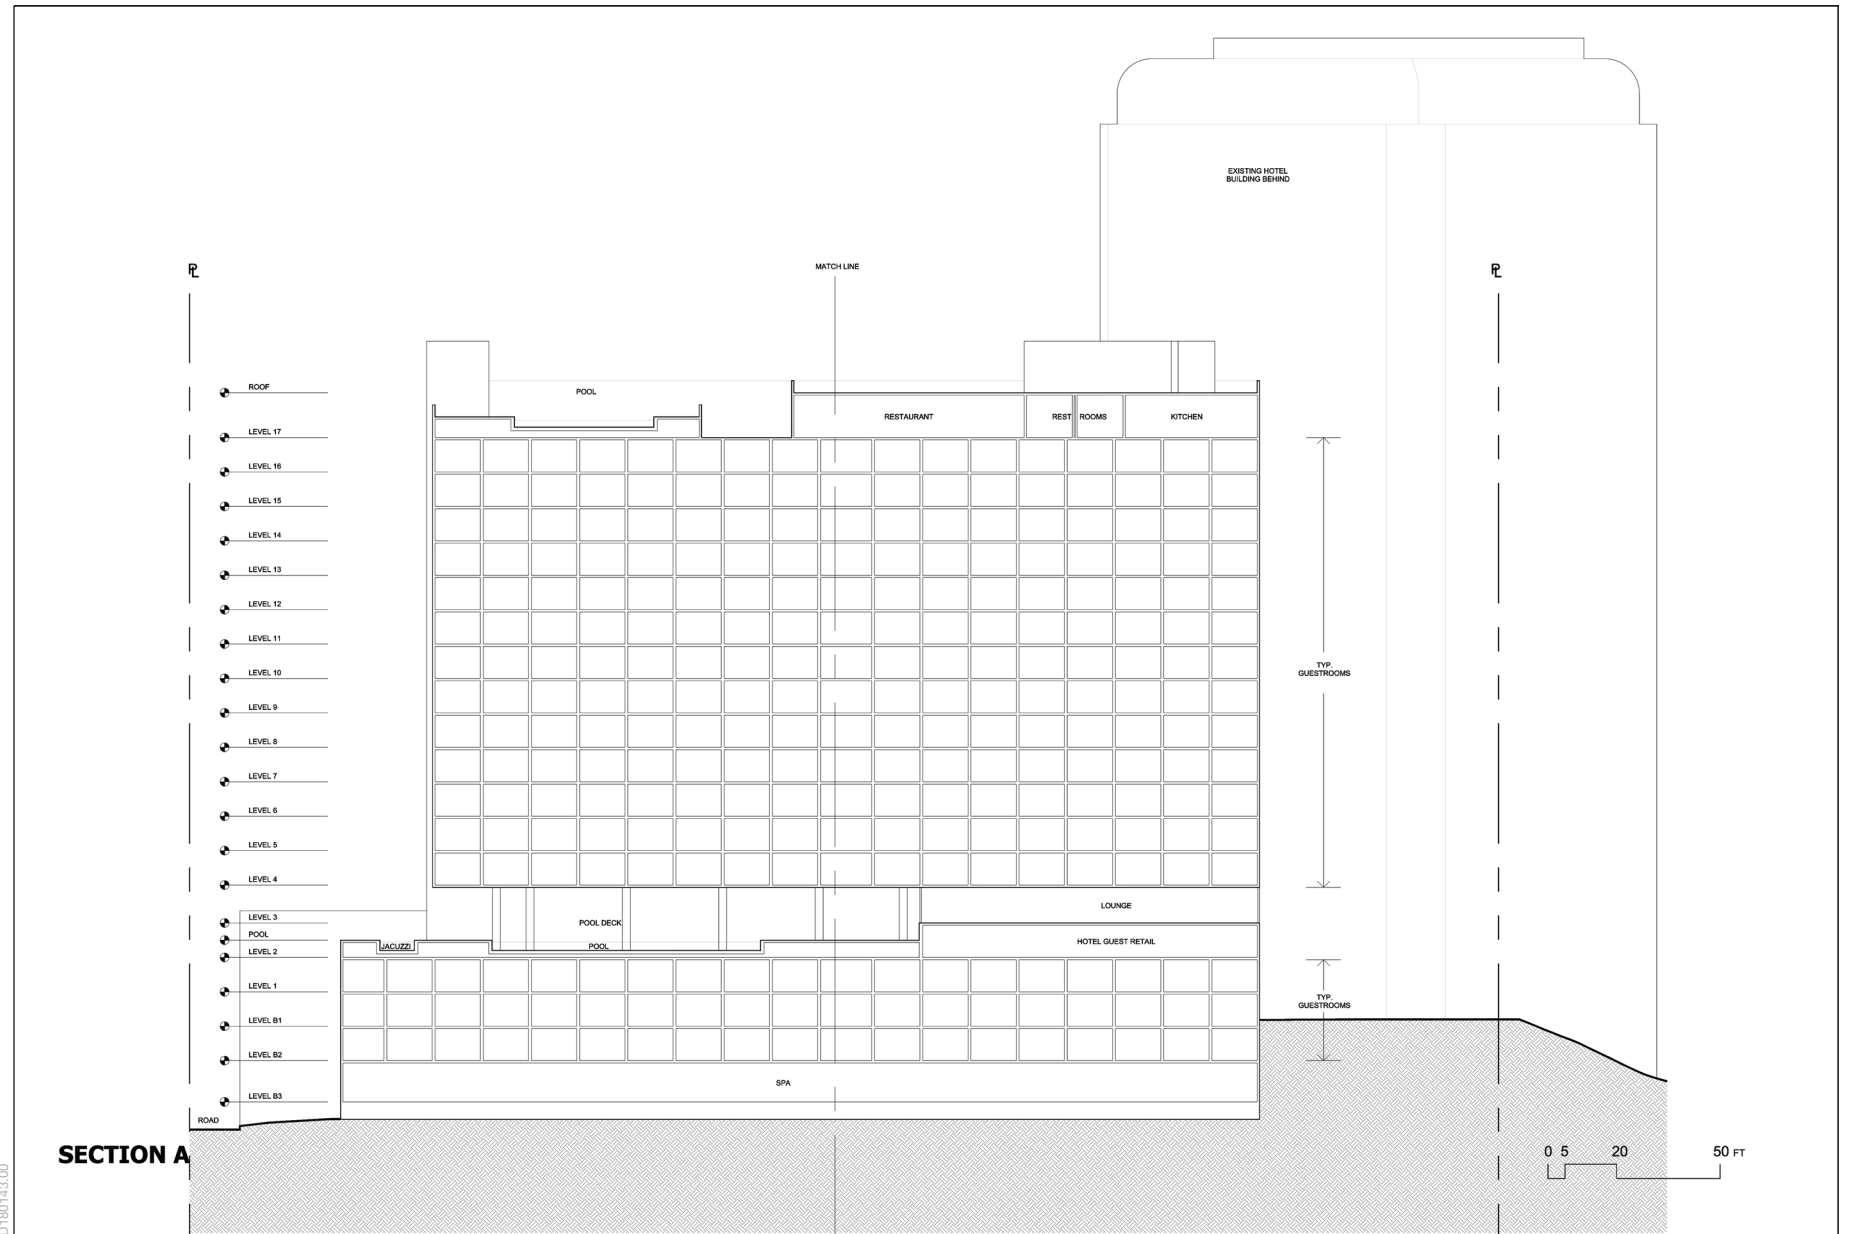 EXISTING HOTEL
BUILDING BEHIND
PL
MATCH LINE
PL
ROOF
POOL
RESTAURANT
REST ROOMS
KITCHEN
LEVEL 17
LEVEL 16
LEVEL 15
LEVEL 14
LEVEL 13
LEVEL 12
LEVEL 11
LEVEL 10
TYP.
GUESTROOMS
LEVEL 9
LEVEL 8
LEVEL 7
LEVEL 6
LEVEL 5
LEVEL 4
LOUNGE
LEVEL 3
POOL DECK
POOL
JACUZZI
POOL
HOTEL GUEST RETAIL
LEVEL 2
LEVEL 1
TYP.
GUESTROOMS
LEVEL B1
LEVEL B2
SPA
LEVEL B3
ROAD
SECTION A
0 5 20 50 FT
D180143.00